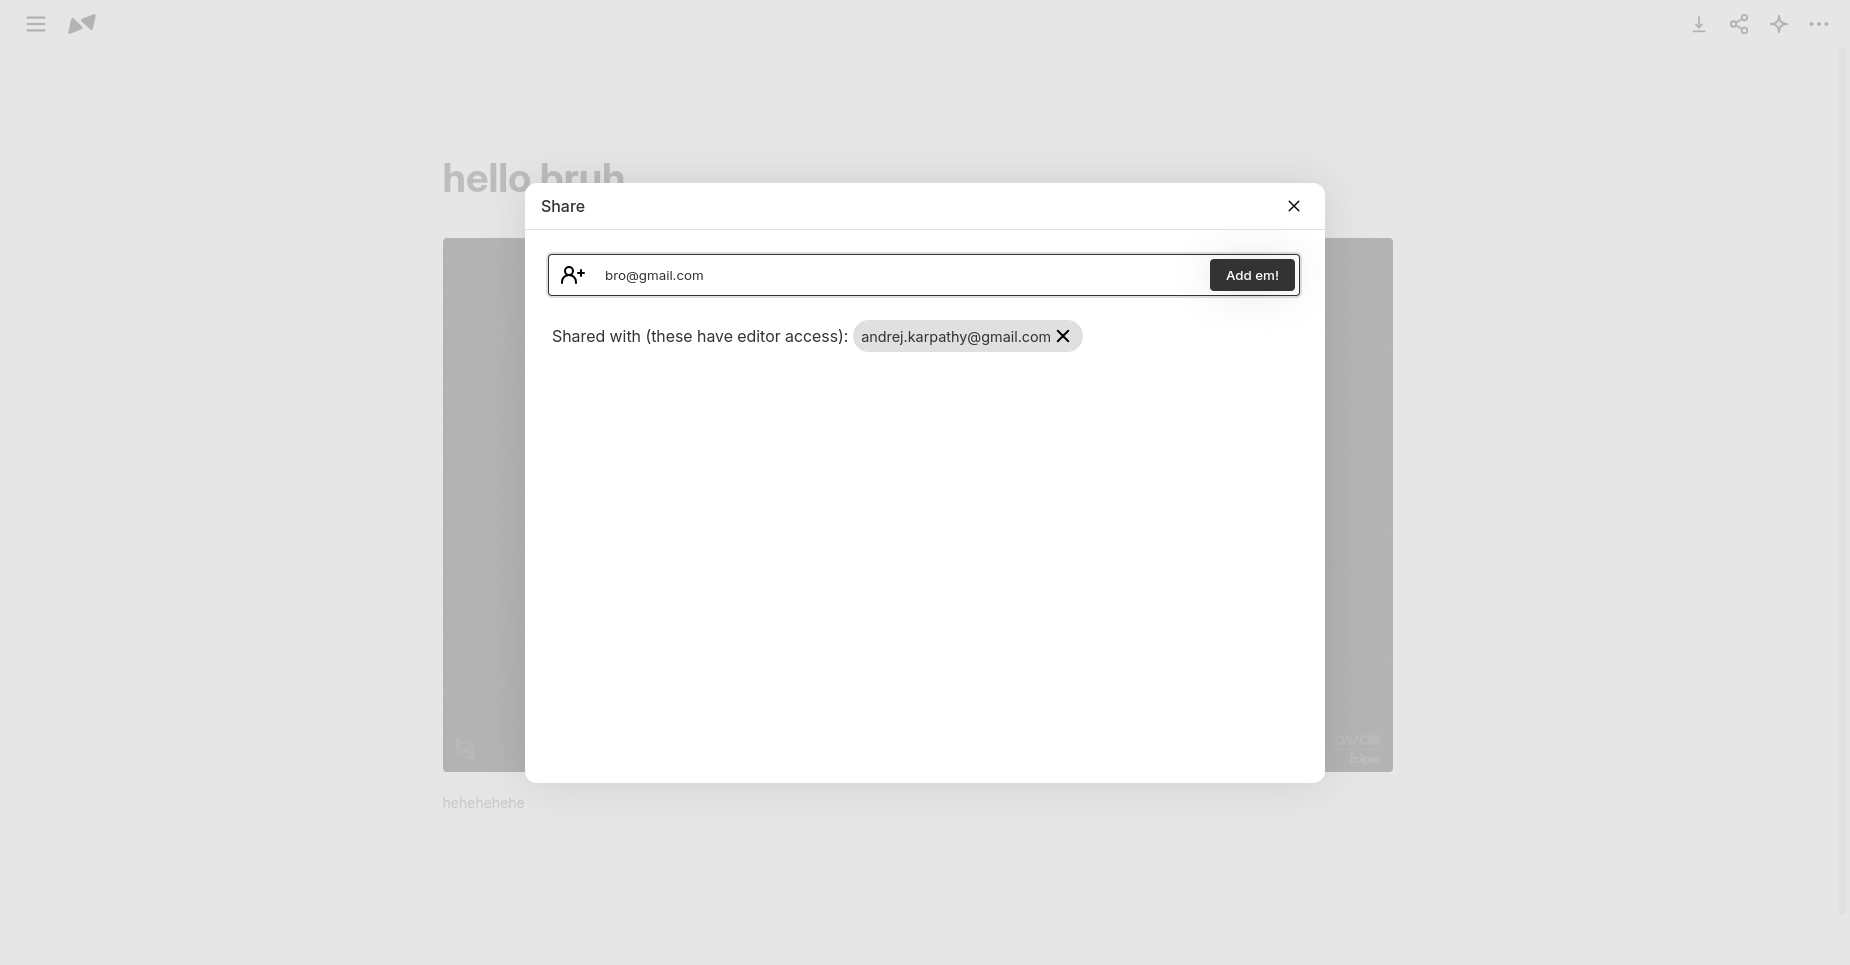 hello bruh
Share
bro@gmail.com
Add em!
Shared with (these have editor access): andrej.karpathy@gmail.com
GALACTIC
Eclipse
hehehehehe